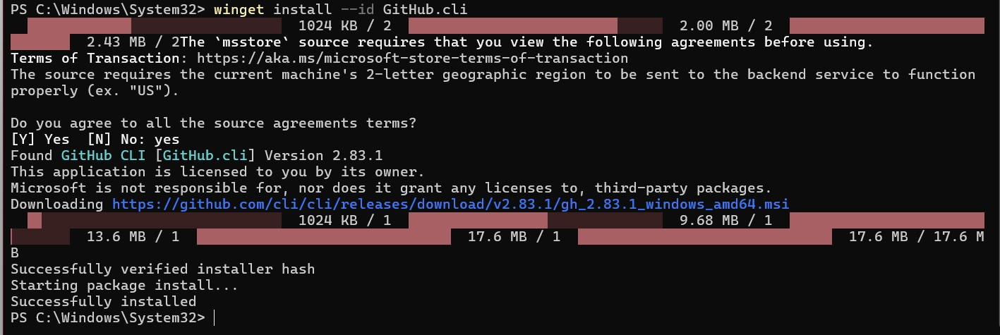 PS C:\Windows\System32> winget install --id GitHub.cli
1024 KB / 2 2.00 MB / 2
2.43 MB / 2The `msstore` source requires that you view the following agreements before using.
Terms of Transaction: https://aka.ms/microsoft-store-terms-of-transaction
The source requires the current machine's 2-letter geographic region to be sent to the backend service to function
properly (ex. "US").
Do you agree to all the source agreements terms?
[Y] Yes  [N] No: yes
Found GitHub CLI [GitHub.cli] Version 2.83.1
This application is licensed to you by its owner.
Microsoft is not responsible for, nor does it grant any licenses to, third-party packages.
Downloading https://github.com/cli/cli/releases/download/v2.83.1/gh_2.83.1_windows_amd64.msi
1024 KB / 1 9.68 MB / 1
13.6 MB / 1 17.6 MB / 1 17.6 MB / 17.6 M
B
Successfully verified installer hash
Starting package install...
Successfully installed
PS C:\Windows\System32>